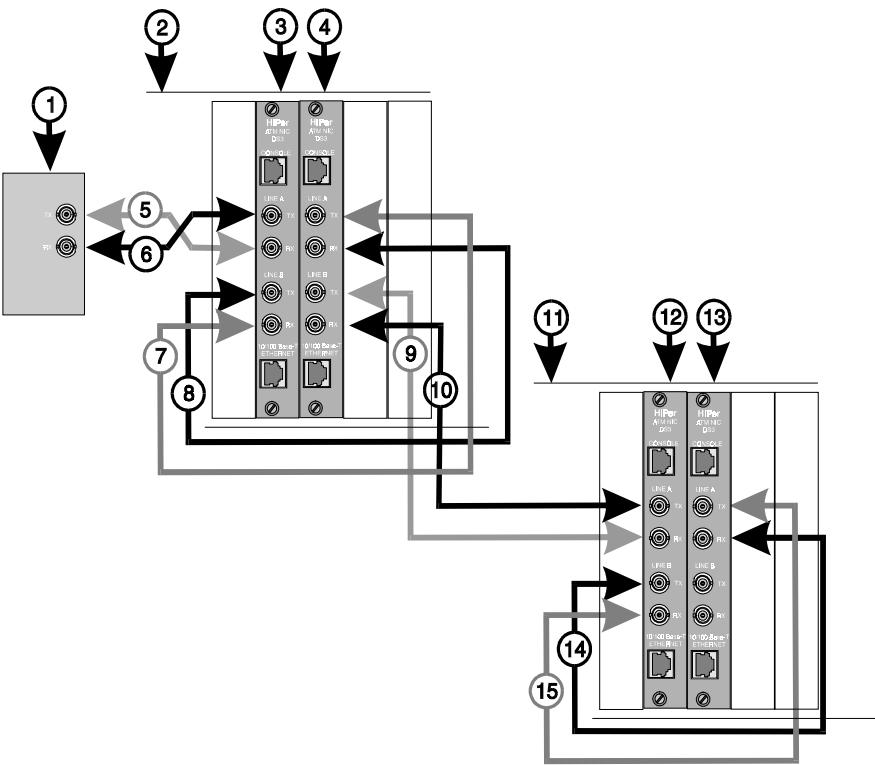 2
3
4
1
HiPer
ATM NIC
DS3
CONSOLE
LINE A
TX
RX
LINE B
TX
RX
10/100 Base-T
ETHERNET
HiPer
ATM NIC
DS3
CONSOLE
LINE A
TX
RX
LINE B
TX
RX
10/100 Base-T
ETHERNET
TX
RX
5
6
7
8
9
10
11
12
13
HiPer
ATM NIC
DS3
CONSOLE
LINE A
TX
RX
LINE B
TX
RX
10/100 Base-T
ETHERNET
HiPer
ATM NIC
DS3
CONSOLE
LINE A
TX
RX
LINE B
TX
RX
10/100 Base-T
ETHERNET
14
15